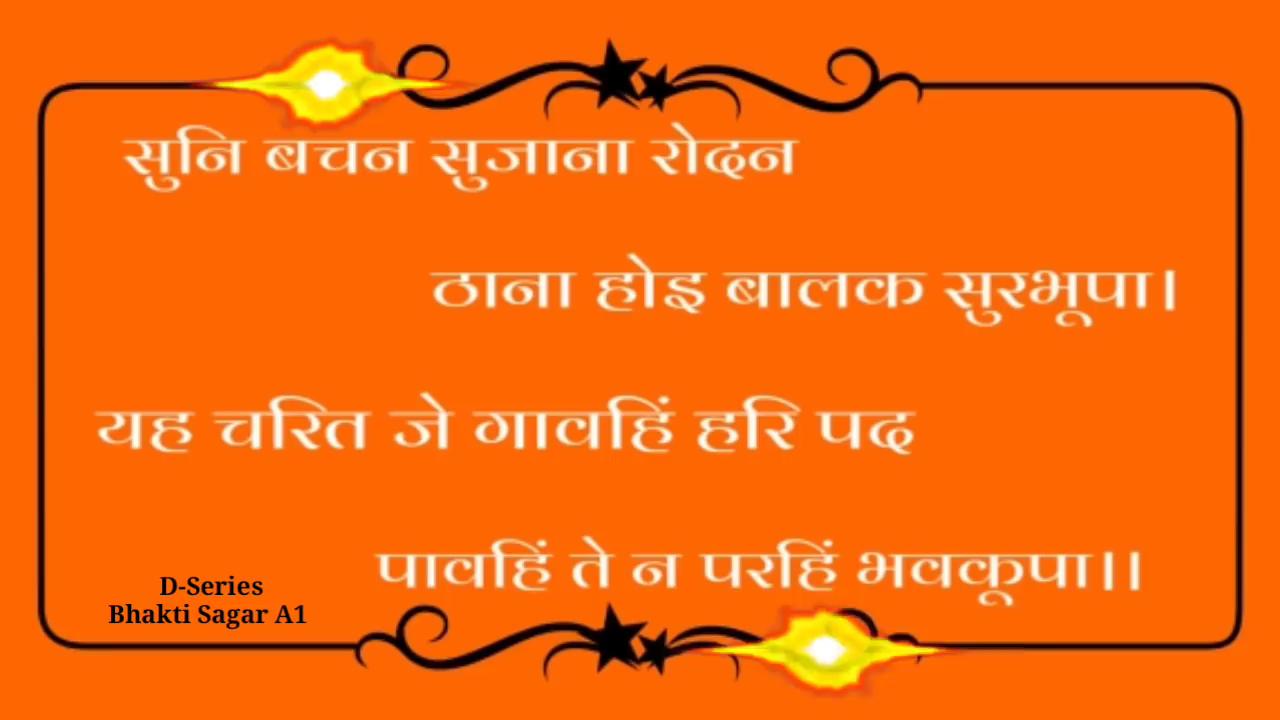 सुनि बचन सुजाना रोदन
ठाना होइ बालक सुरभूपा।
यह चरित जे गावहिं हरि पद
पावहिं ते न परहिं भवकूपा।।
D-Series
Bhakti Sagar A1